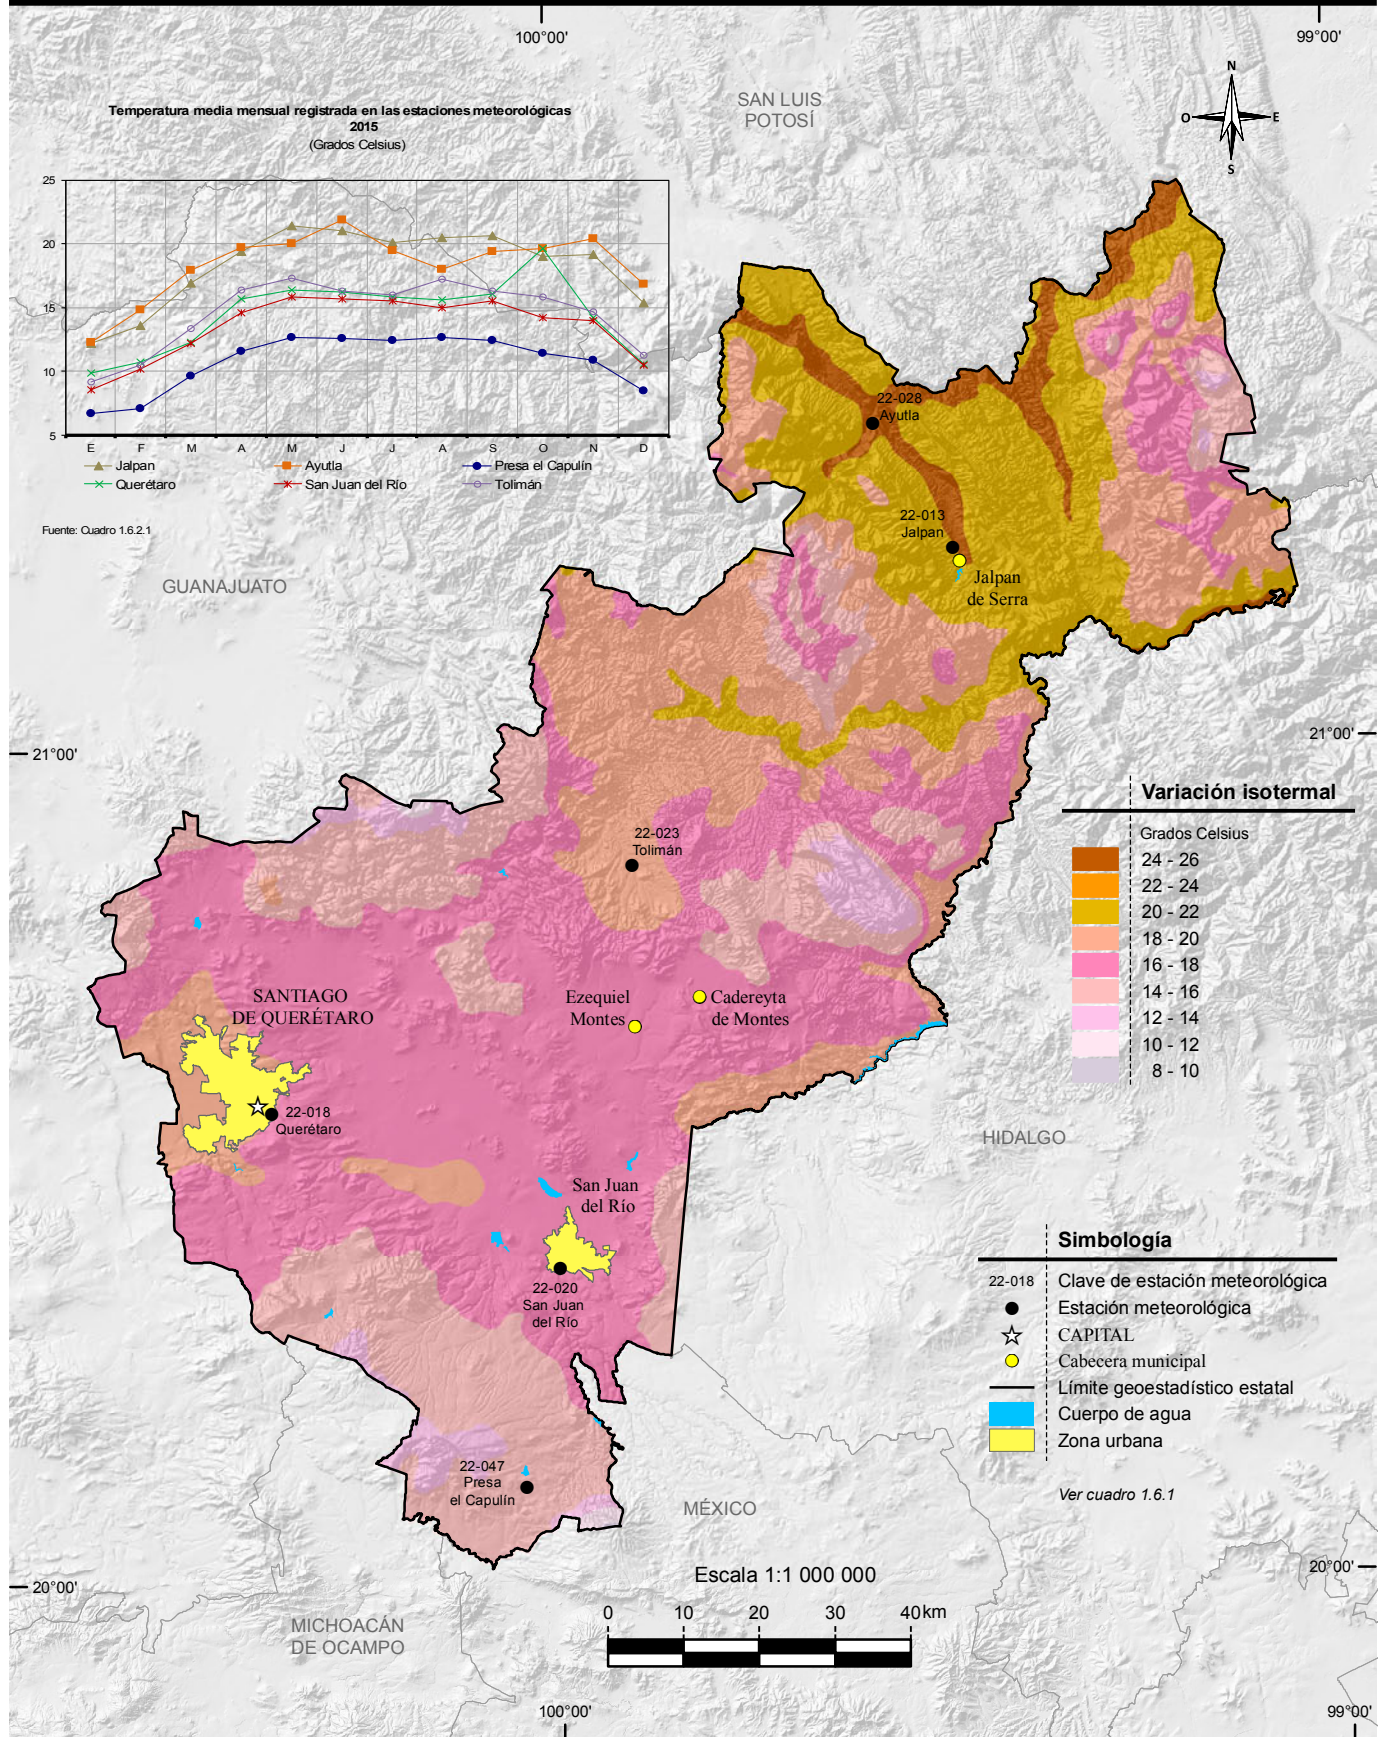 100°00'
99°00'
Temperatura media mensual registrada en las estaciones meteorológicas
2015
(Grados Celsius)
25
20
15
10
5
E F M A M J J A S O N D
Jalpan
Ayutla
Presa el Capulín
Querétaro
San Juan del Río
Tolimán
Fuente: Cuadro 1.6.2.1
N
O
E
S
SAN LUIS
POTOSÍ
GUANAJUATO
22-028
Ayutla
22-013
Jalpan
Jalpan
de Serra
21°00'
21°00'
22-023
Tolimán
SANTIAGO
DE QUERÉTARO
Ezequiel
Montes
Cadereyta
de Montes
22-018
Querétaro
San Juan
del Río
22-020
San Juan
del Río
22-047
Presa
el Capulín
HIDALGO
MÉXICO
MICHOACÁN
DE OCAMPO
Variación isotermal
Grados Celsius
24 - 26
22 - 24
20 - 22
18 - 20
16 - 18
14 - 16
12 - 14
10 - 12
8 - 10
Simbología
22-018 Clave de estación meteorológica
Estación meteorológica
CAPITAL
Cabecera municipal
Límite geoestadístico estatal
Cuerpo de agua
Zona urbana
Ver cuadro 1.6.1
Escala 1:1 000 000
0 10 20 30 40 km
20°00'
20°00'
100°00'
99°00'